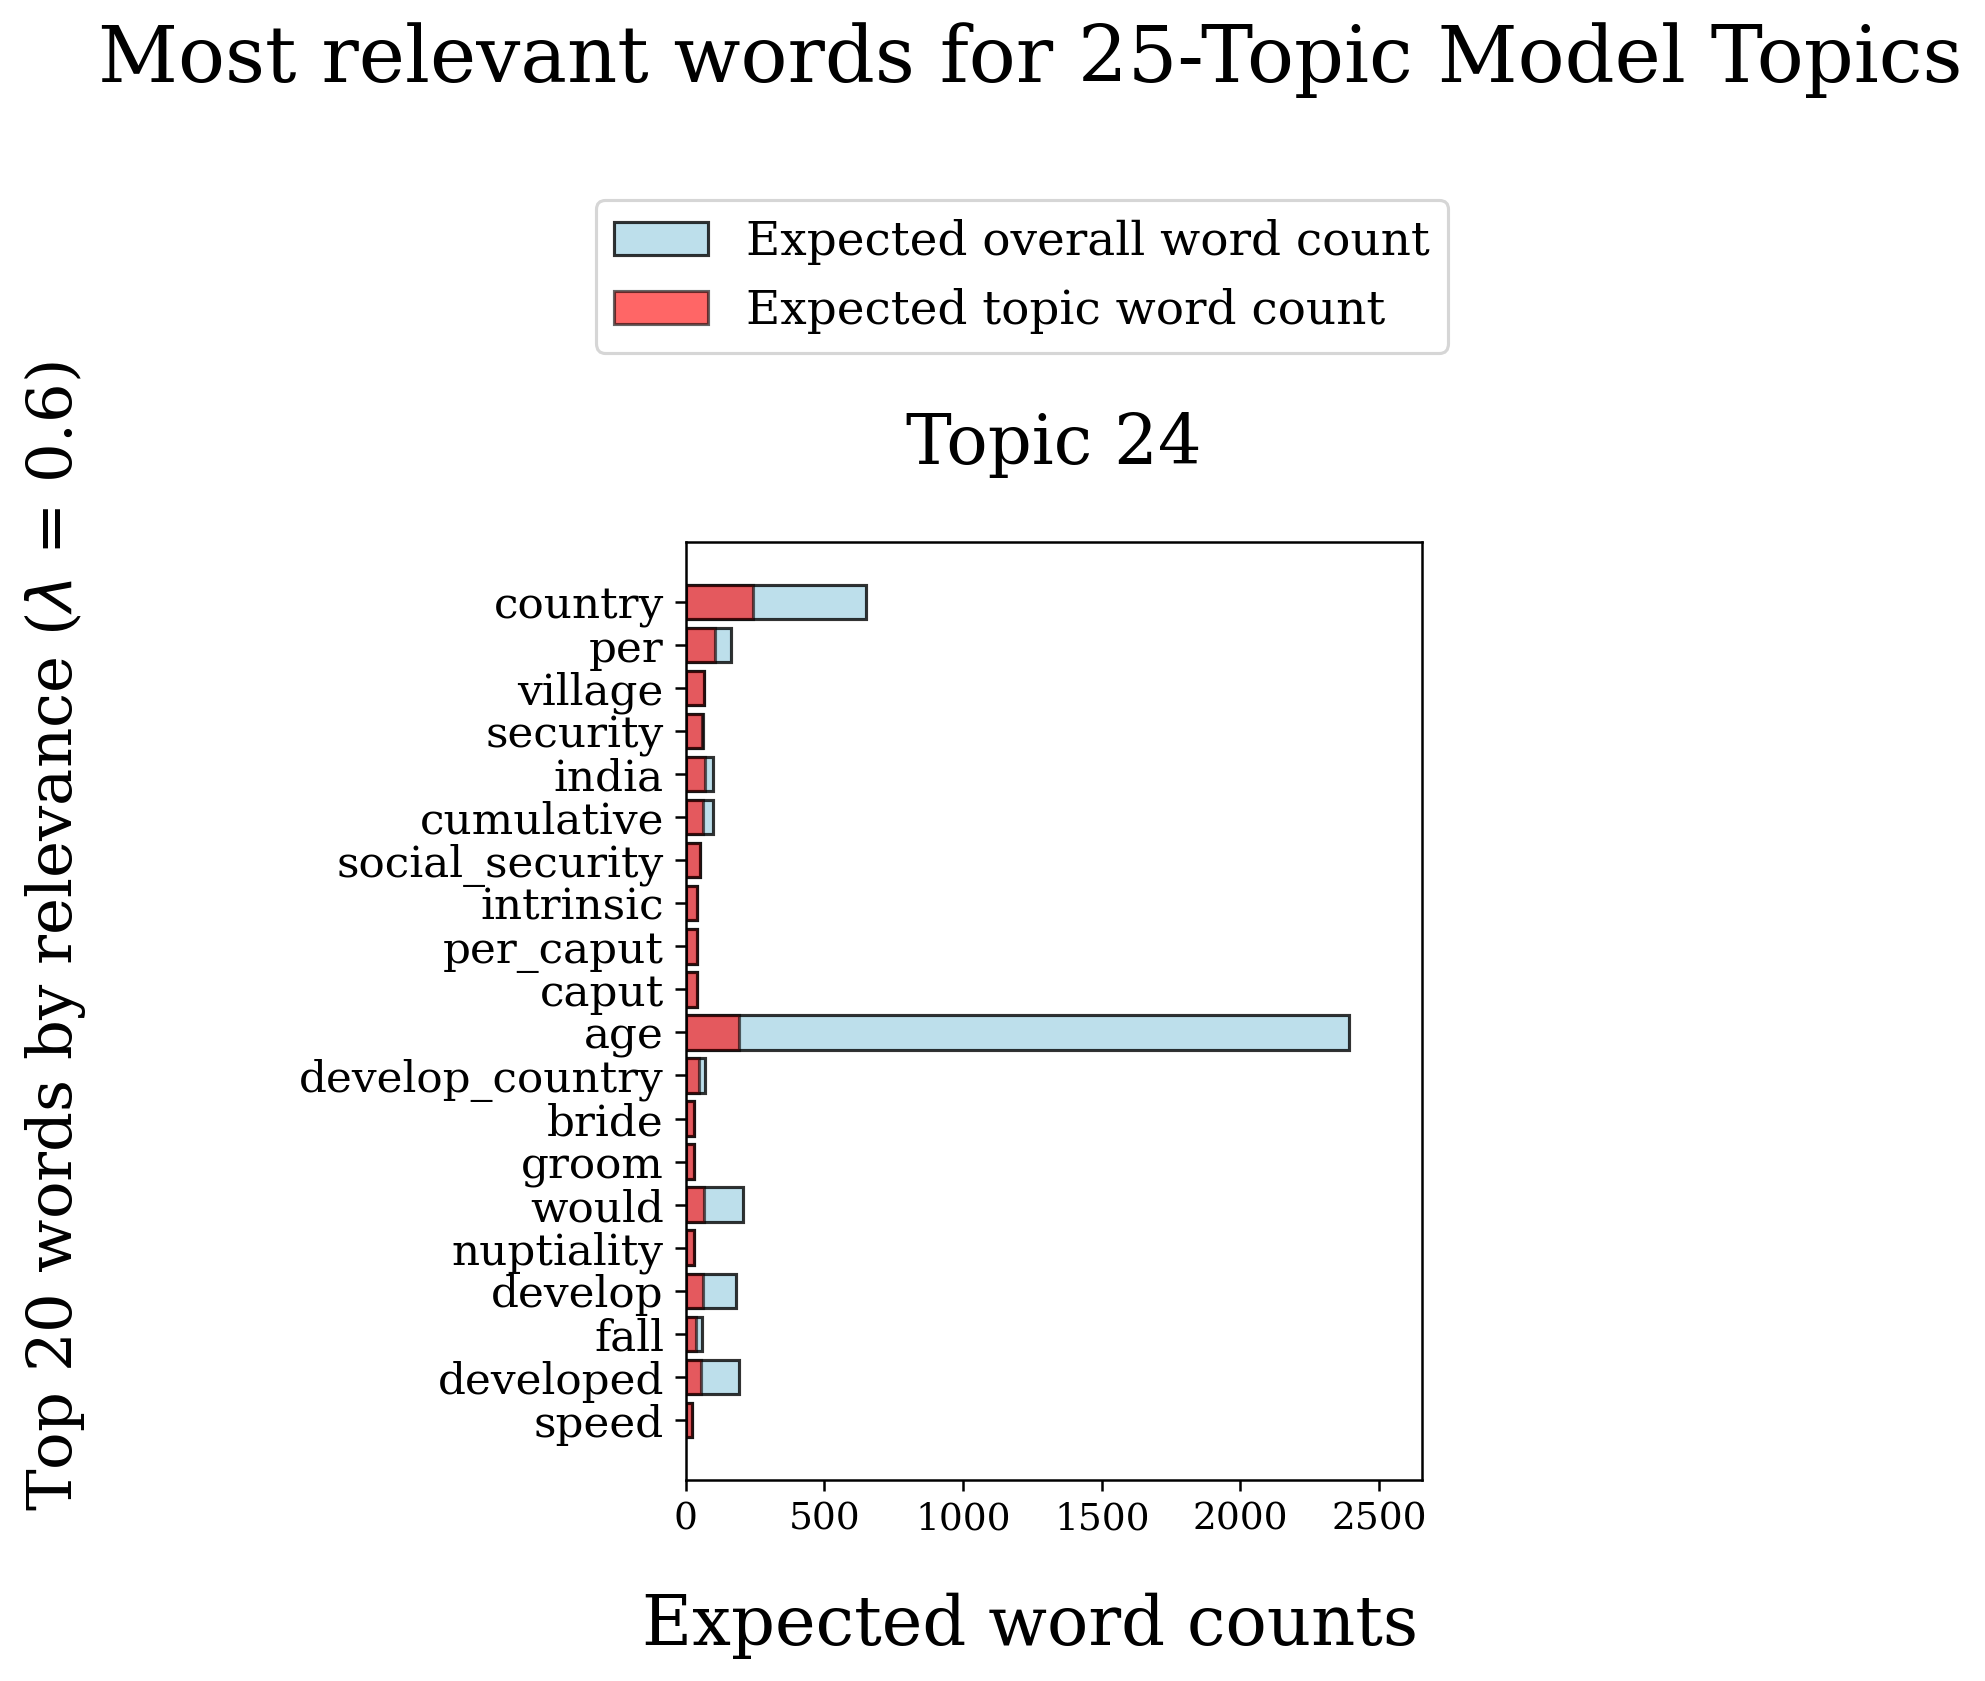 Most relevant words for 25-Topic Model Topics
Expected overall word count
Expected topic word count
Topic 24
Top 20 words by relevance (λ = 0.6)
country
per
village
security
india
cumulative
social_security
intrinsic
per_caput
caput
age
develop_country
bride
groom
would
nuptiality
develop
fall
developed
speed
0 500 1000 1500 2000 2500
Expected word counts